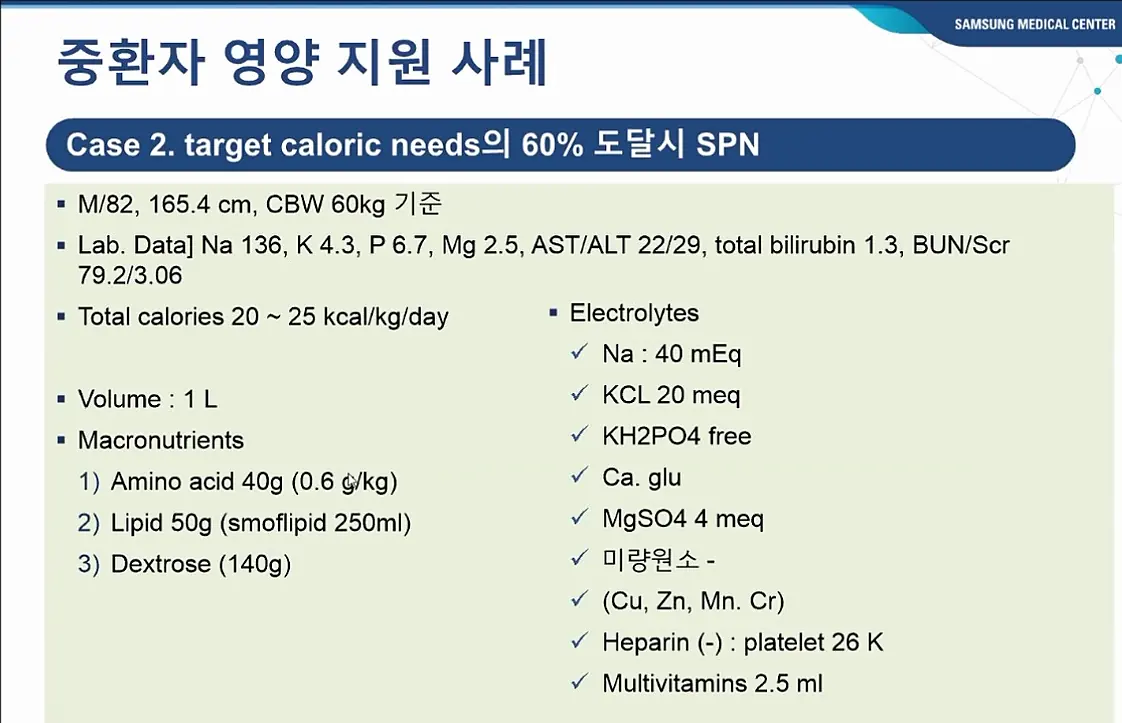 SAMSUNG MEDICAL CENTER
중환자 영양 지원 사례
Case 2. target caloric needs의 60% 도달시 SPN
▪ M/82, 165.4 cm, CBW 60kg 기준
▪ Lab. Data] Na 136, K 4.3, P 6.7, Mg 2.5, AST/ALT 22/29, total bilirubin 1.3, BUN/Scr
79.2/3.06
▪ Total calories 20 ~ 25 kcal/kg/day
▪ Volume : 1 L
▪ Macronutrients
1) Amino acid 40g (0.6 g/kg)
2) Lipid 50g (smoflipid 250ml)
3) Dextrose (140g)
▪ Electrolytes
✓ Na : 40 mEq
✓ KCL 20 meq
✓ KH2PO4 free
✓ Ca. glu
✓ MgSO4 4 meq
✓ 미량원소 -
✓ (Cu, Zn, Mn. Cr)
✓ Heparin (-) : platelet 26 K
✓ Multivitamins 2.5 ml